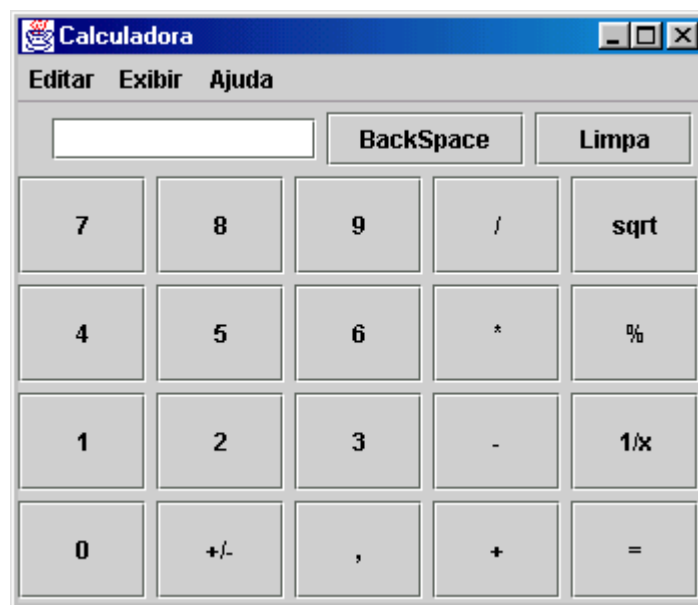 Calculadora
Editar Exibir Ajuda
BackSpace Limpa
7 8 9 / sqrt
4 5 6 * %
1 2 3 - 1/x
0 +/- , + =